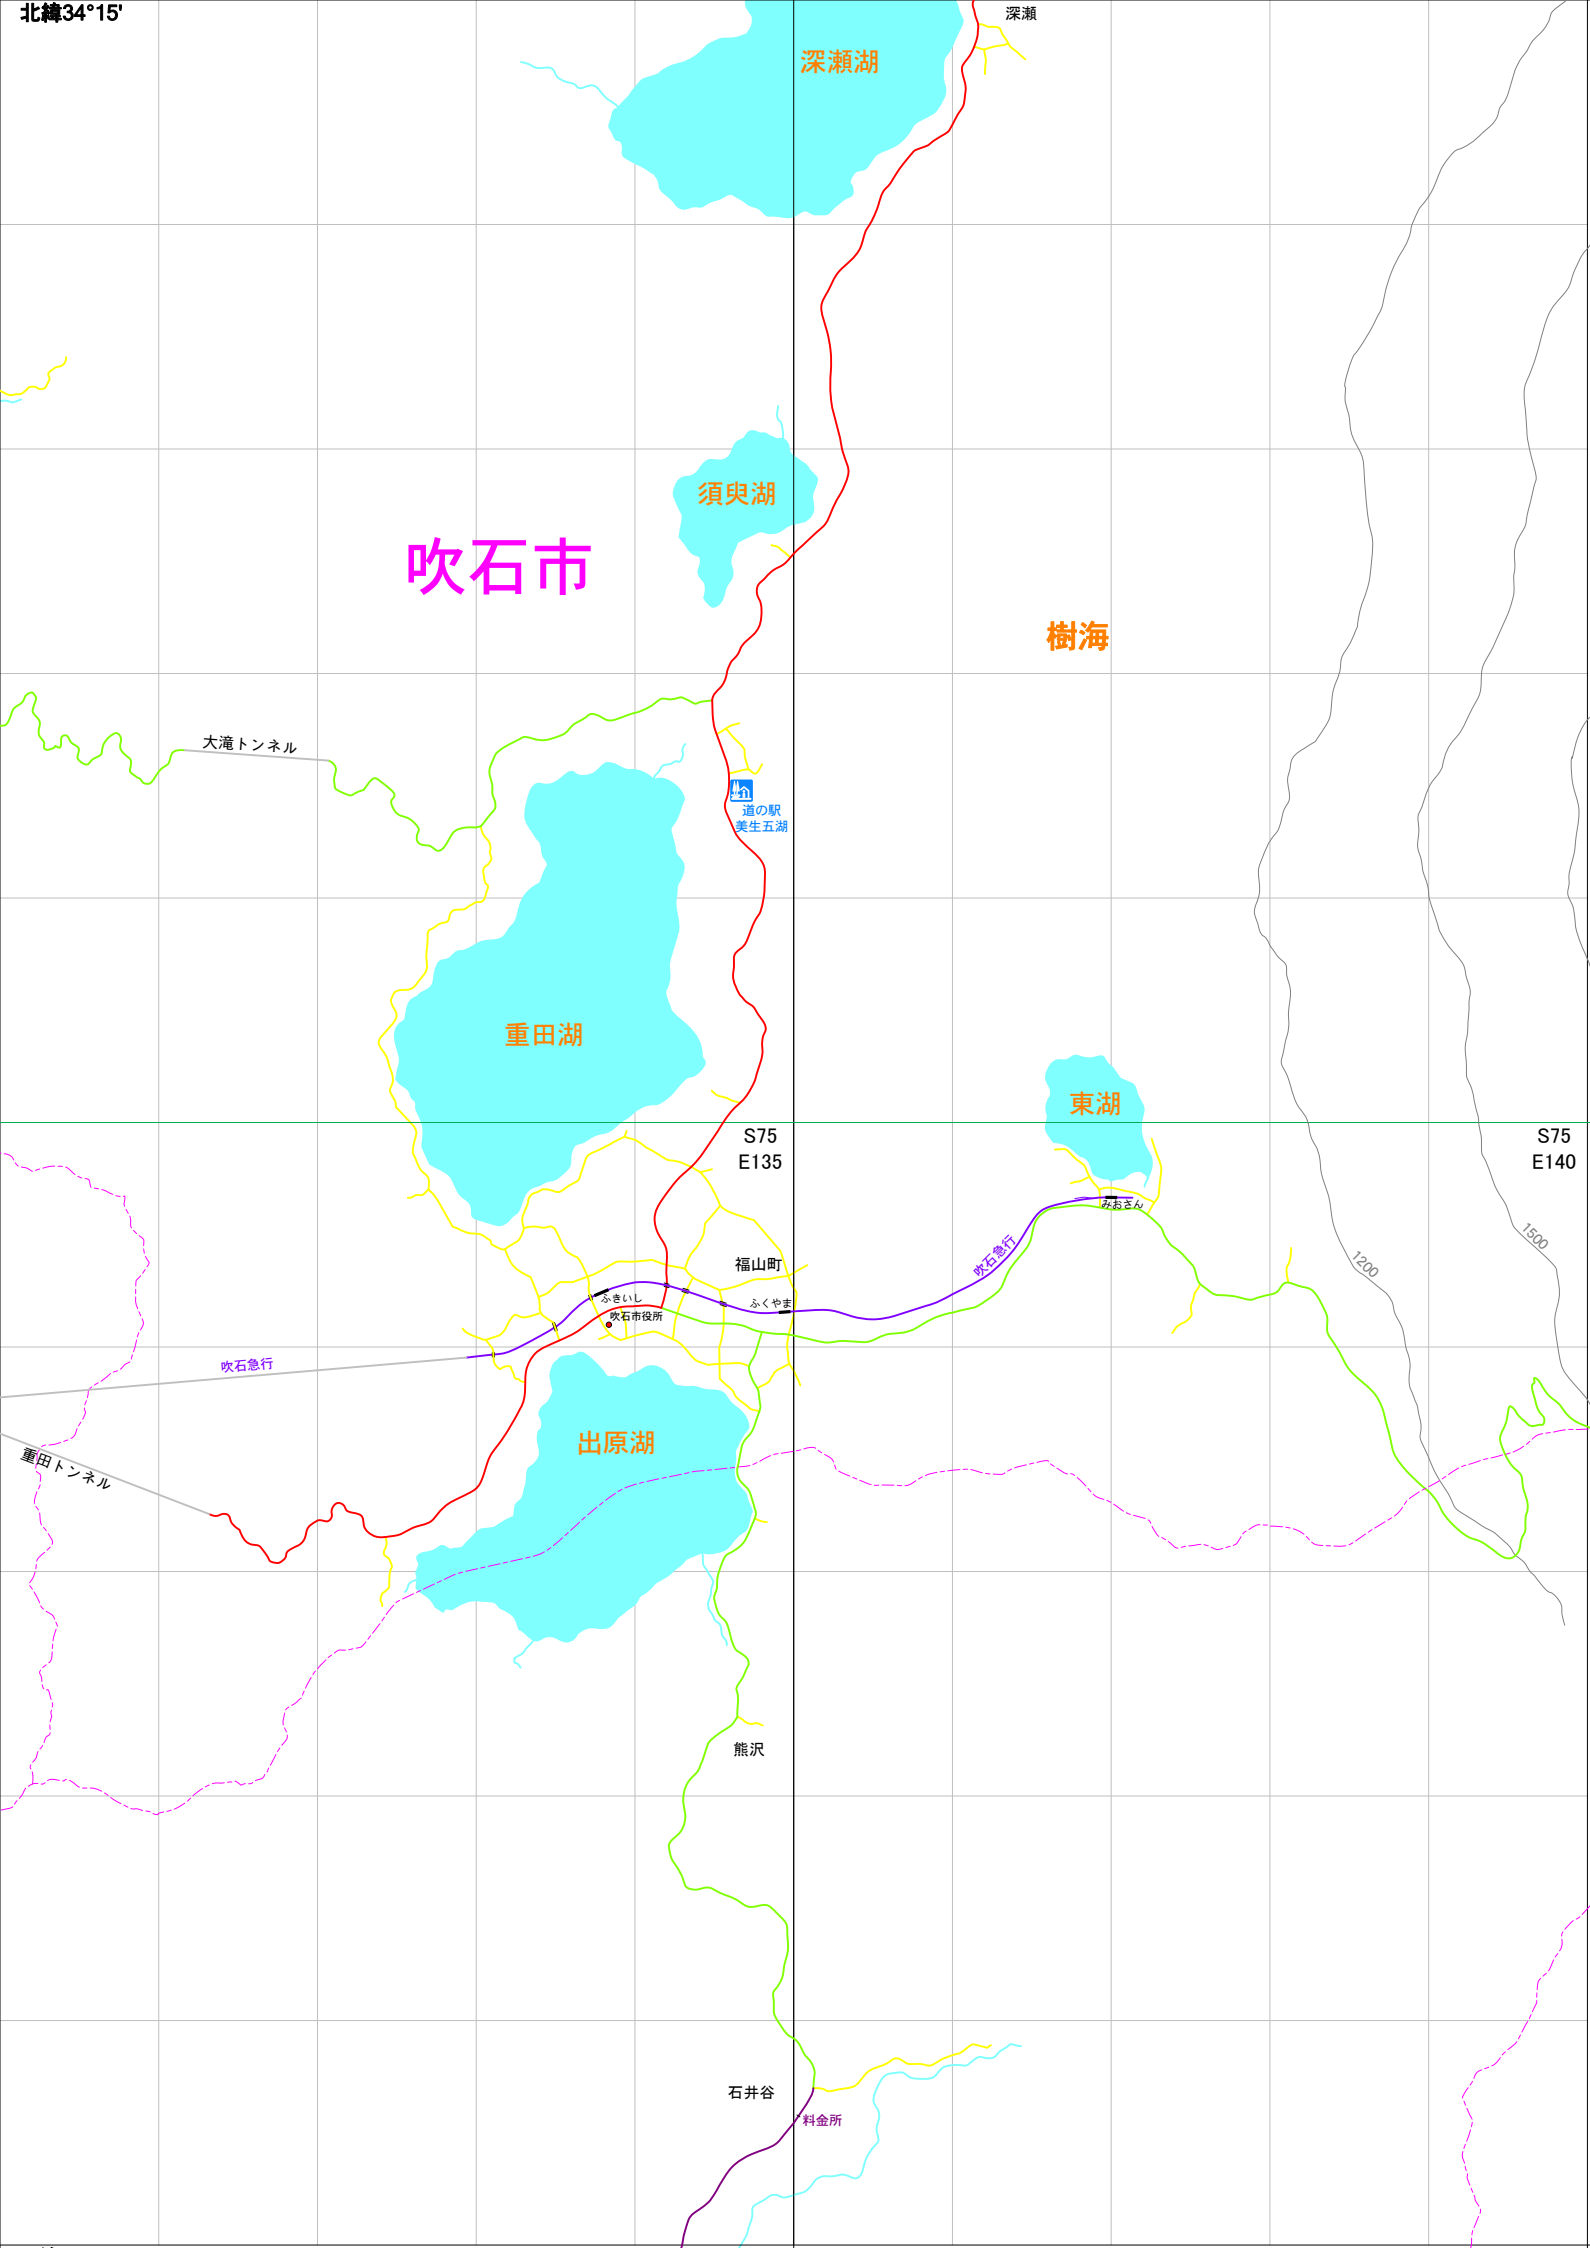 北緯34°15'
深瀬
深瀬湖
須臾湖
吹石市
樹海
大滝トンネル
道の駅
美生五湖
重田湖
東湖
S75
E135
S75
E140
みおさん
福山町
吹石急行
1200
1500
ふきいし
ふくやま
吹石市役所
吹石急行
出原湖
重田トンネル
熊沢
石井谷
料金所